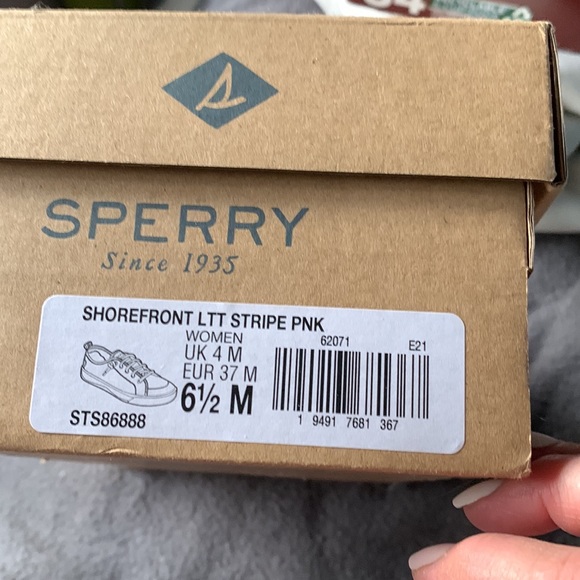 SPERRY
Since 1935
SHOREFRONT LTT STRIPE PNK
WOMEN
UK 4 M
EUR 37 M
6½ M
62071
E21
1 9491 7681 367
STS86888